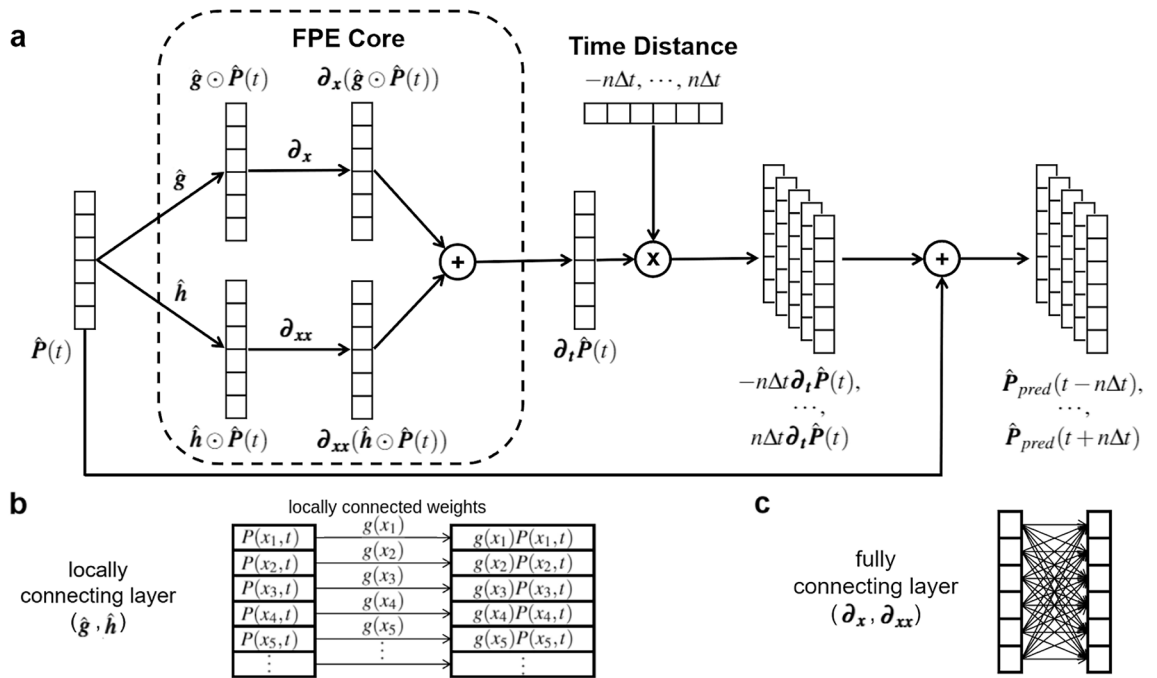 a
FPE Core
Time Distance
ĝ ⊙ P̂(t)
∂ₓ(ĝ ⊙ P̂(t))
−nΔt, ⋯, nΔt
∂ₓ
ĝ
+
x
+
ĥ
∂ₓₓ
P̂(t)
∂ₜP̂(t)
ĥ ⊙ P̂(t)
∂ₓₓ(ĥ ⊙ P̂(t))
−nΔt∂ₜP̂(t),
⋯,
nΔt∂ₜP̂(t)
P̂_pred(t − nΔt),
⋯,
P̂_pred(t + nΔt)
b
locally connected weights
P(x₁,t) g(x₁) g(x₁)P(x₁,t)
P(x₂,t) g(x₂) g(x₂)P(x₂,t)
P(x₃,t) g(x₃) g(x₃)P(x₃,t)
P(x₄,t) g(x₄) g(x₄)P(x₄,t)
P(x₅,t) g(x₅) g(x₅)P(x₅,t)
⋮ ⋮ ⋮
locally
connecting layer
(ĝ , ĥ)
c
fully
connecting layer
(∂ₓ , ∂ₓₓ)